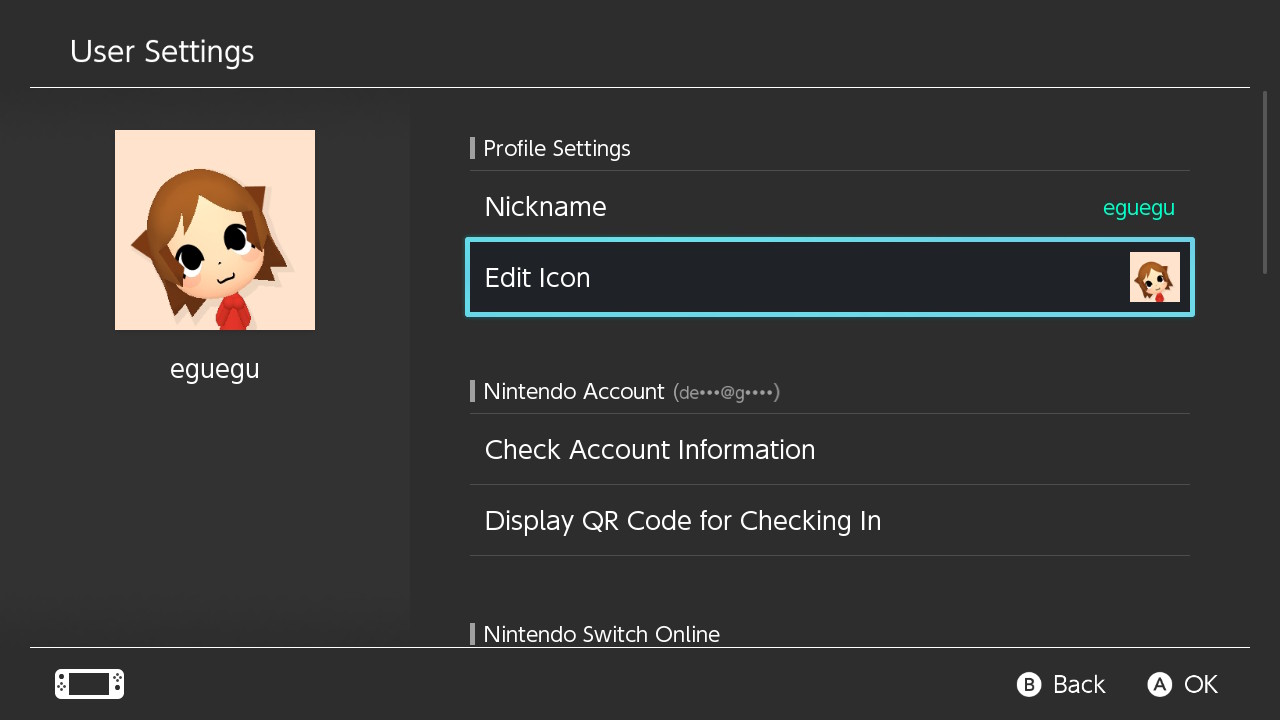 User Settings
eguegu
Profile Settings
Nickname eguegu
Edit Icon
Nintendo Account (de•••@g••••)
Check Account Information
Display QR Code for Checking In
Nintendo Switch Online
B Back A OK